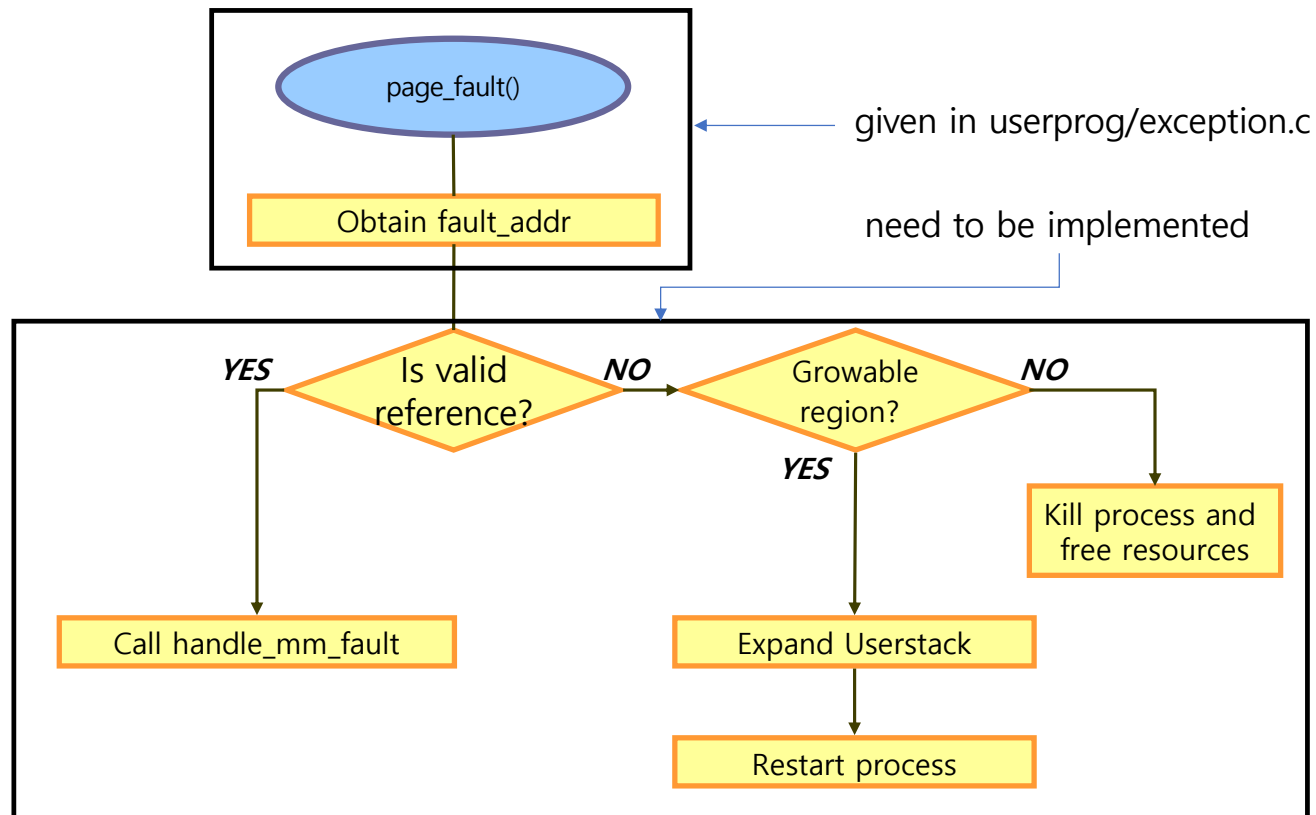 page_fault()
given in userprog/exception.c
Obtain fault_addr
need to be implemented
YES
Is valid
reference?
NO
Growable
region?
NO
YES
Kill process and
free resources
Call handle_mm_fault
Expand Userstack
Restart process